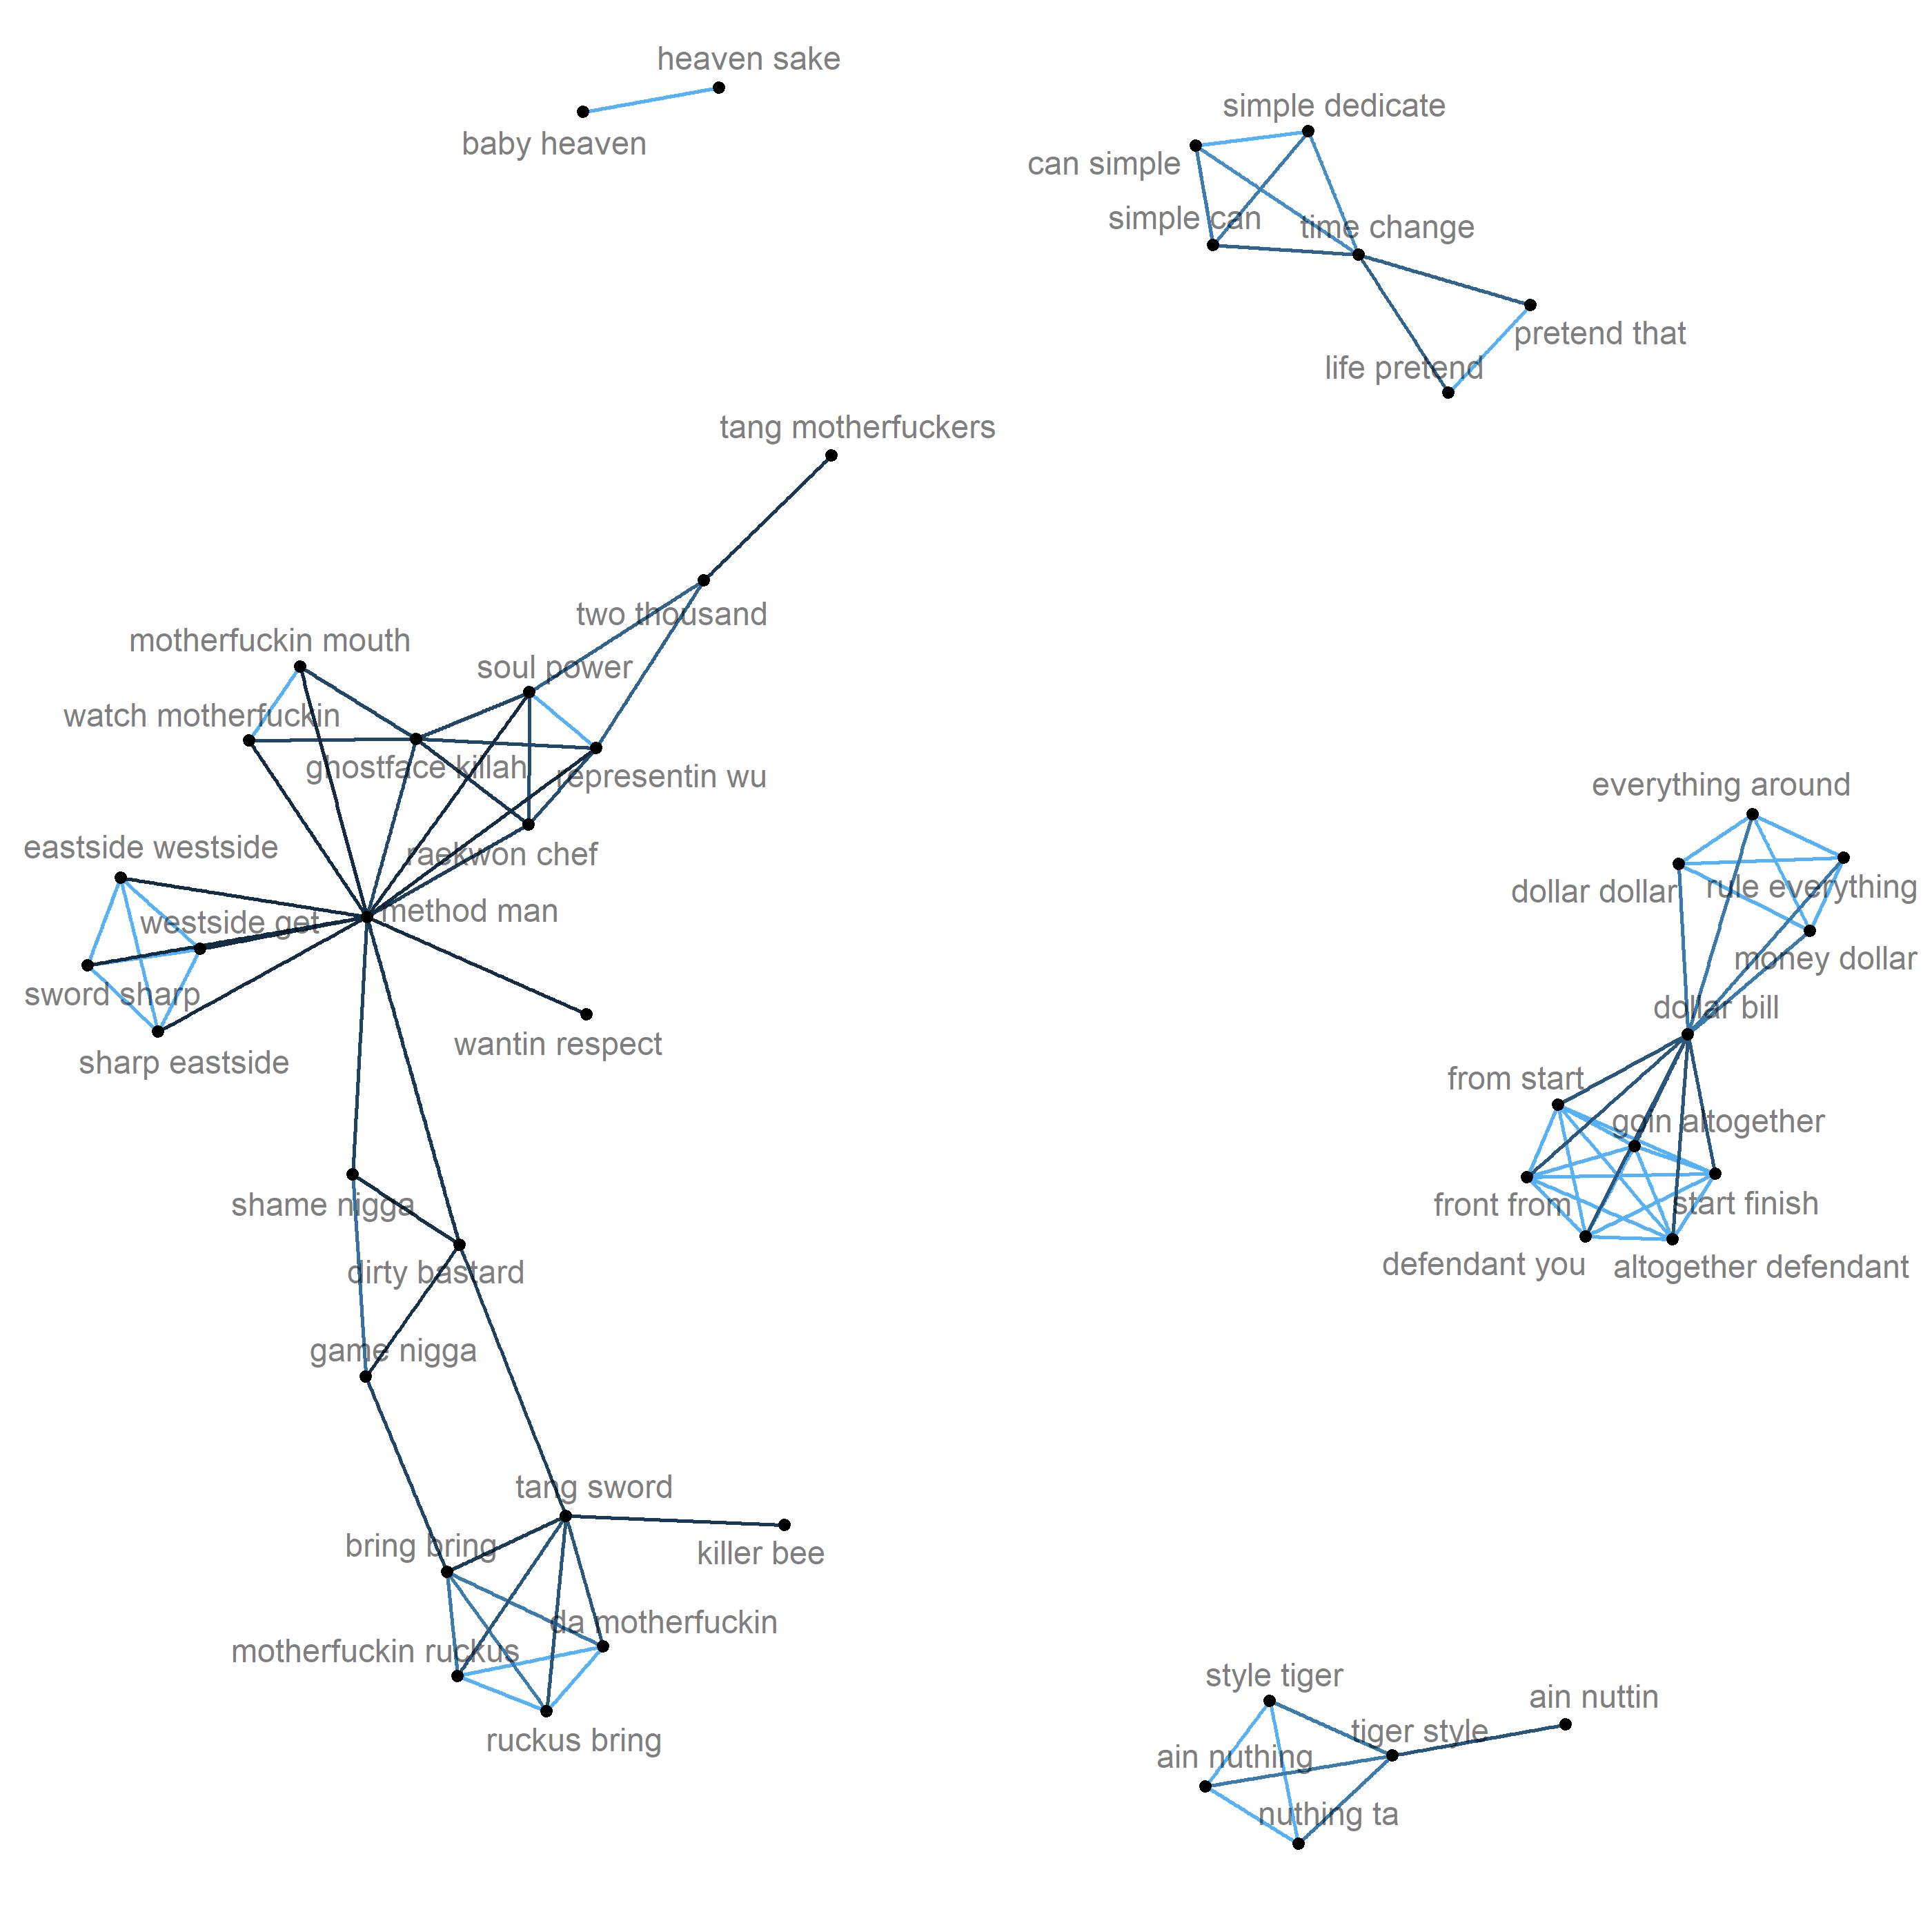 heaven sake
baby heaven
simple dedicate
can simple
simple can
time change
pretend that
life pretend
tang motherfuckers
two thousand
motherfuckin mouth
soul power
watch motherfuckin
ghostface killah
representin wu
everything around
eastside westside
raekwon chef
dollar dollar
rule everything
westside get
method man
money dollar
sword sharp
dollar bill
wantin respect
sharp eastside
from start
goin altogether
shame nigga
front from
start finish
dirty bastard
defendant you
altogether defendant
game nigga
tang sword
bring bring
killer bee
da motherfuckin
motherfuckin ruckus
style tiger
ain nuttin
ruckus bring
tiger style
ain nuthing
nuthing ta